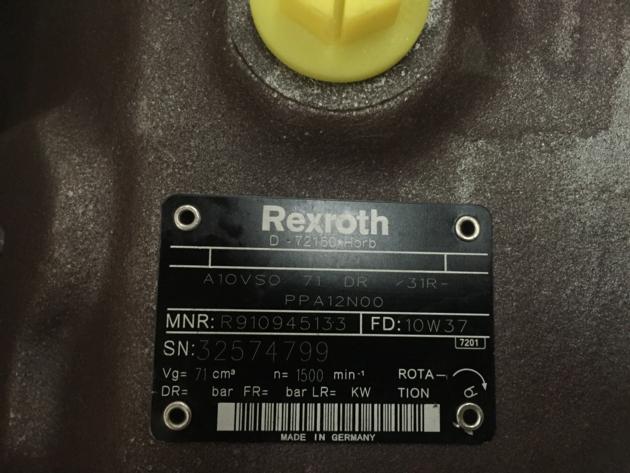 Rexroth
D - 72160 Horb
A10VSO 71 DR /31R-
PPA12N00
MNR: R910945133 FD: 10W37
7201
SN: 32574799
Vg= 71 cm³ n= 1500 min⁻¹ ROTA-
DR= bar FR= bar LR= KW TION
MADE IN GERMANY